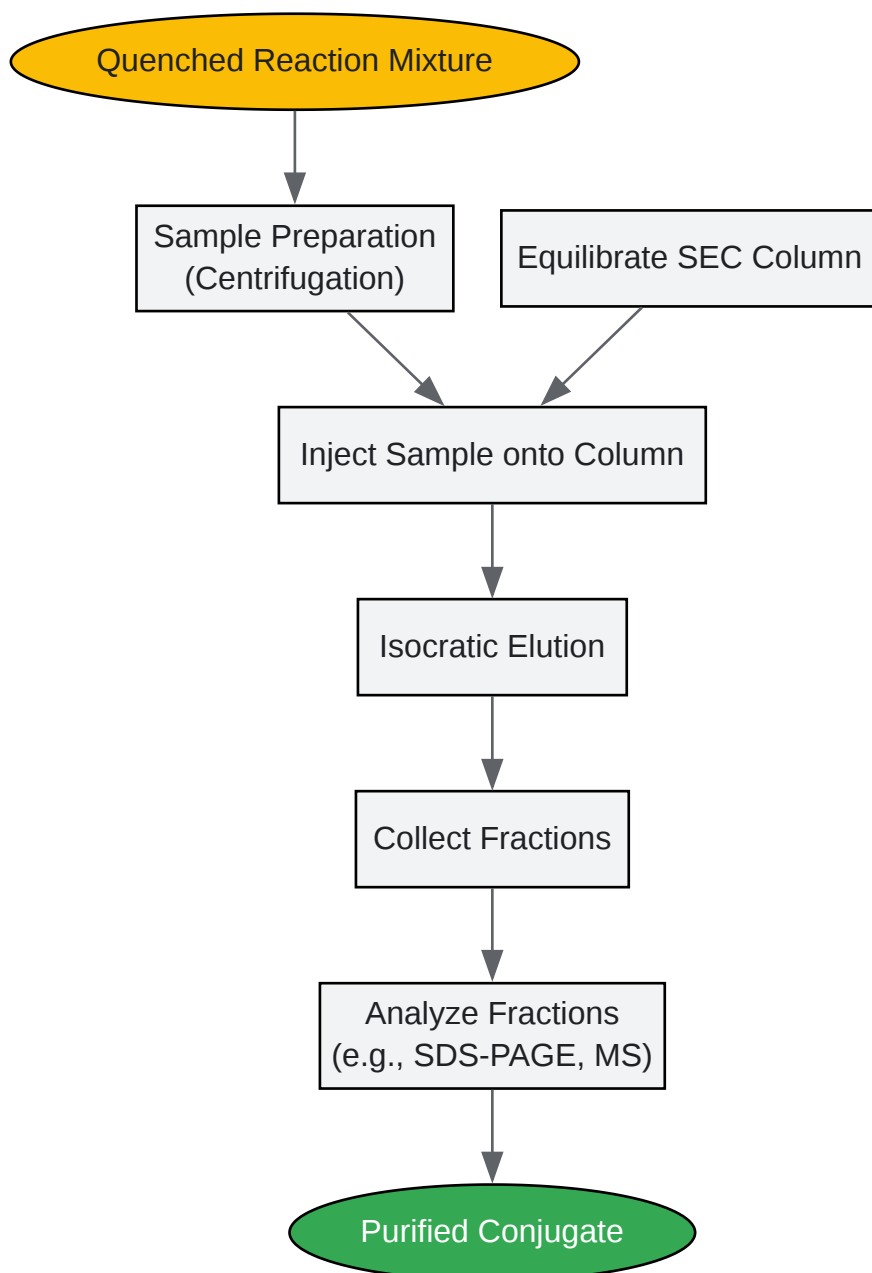 Quenched Reaction Mixture
Sample Preparation
(Centrifugation)
Equilibrate SEC Column
Inject Sample onto Column
Isocratic Elution
Collect Fractions
Analyze Fractions
(e.g., SDS-PAGE, MS)
Purified Conjugate